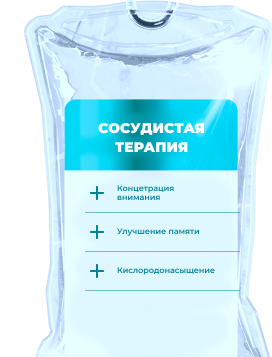 СОСУДИСТАЯ
ТЕРАПИЯ
Концетрация
внимания
Улучшение памяти
Кислородонасыщение